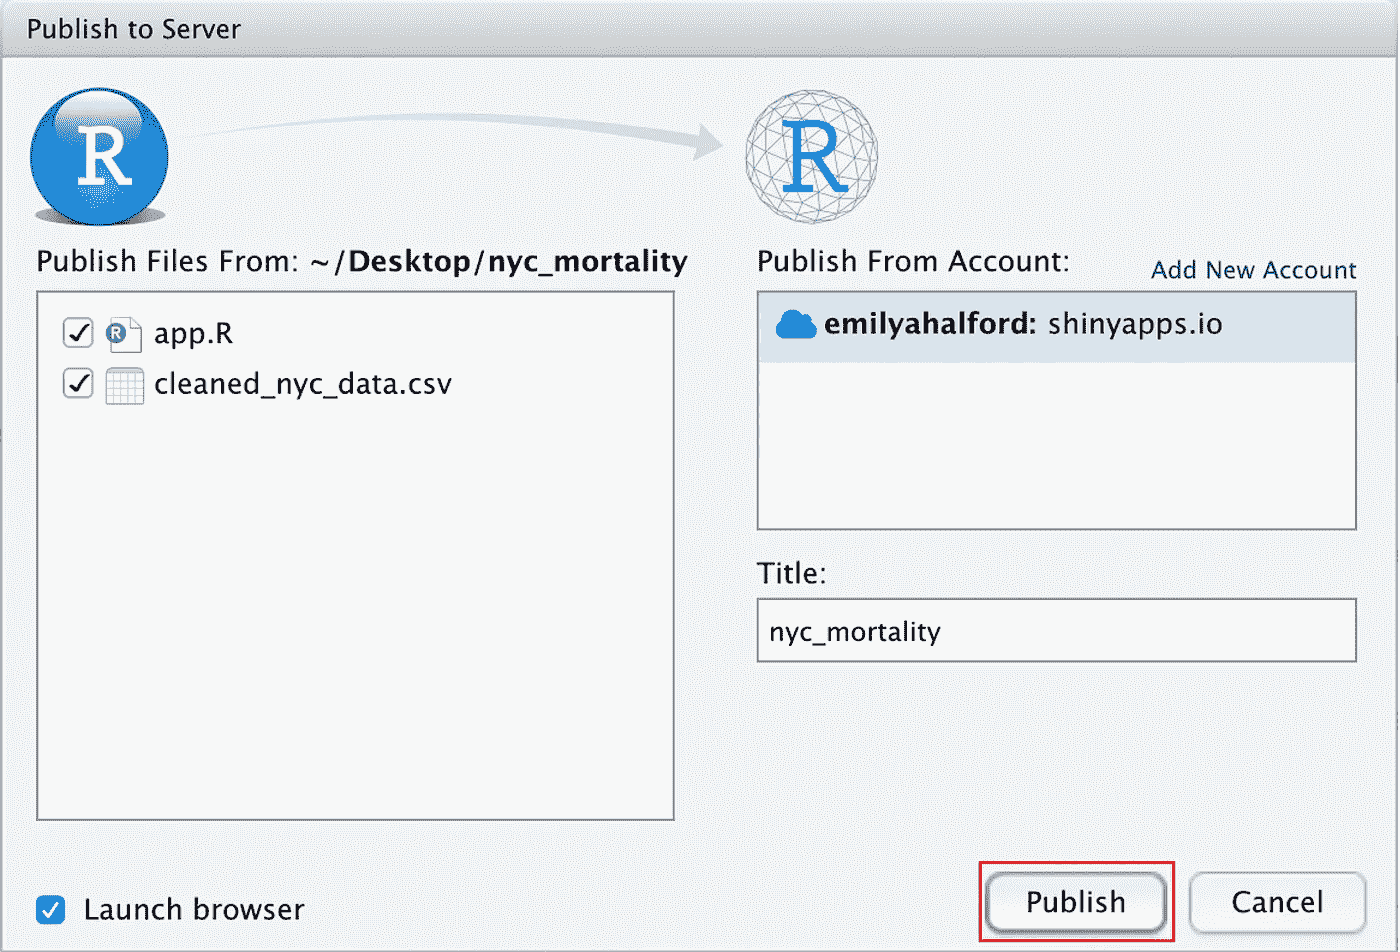 Publish to Server
R
R
Publish Files From: ~/Desktop/nyc_mortality
R app.R
cleaned_nyc_data.csv
Publish From Account:
Add New Account
emilyahalford: shinyapps.io
Title:
nyc_mortality
Launch browser
Publish
Cancel